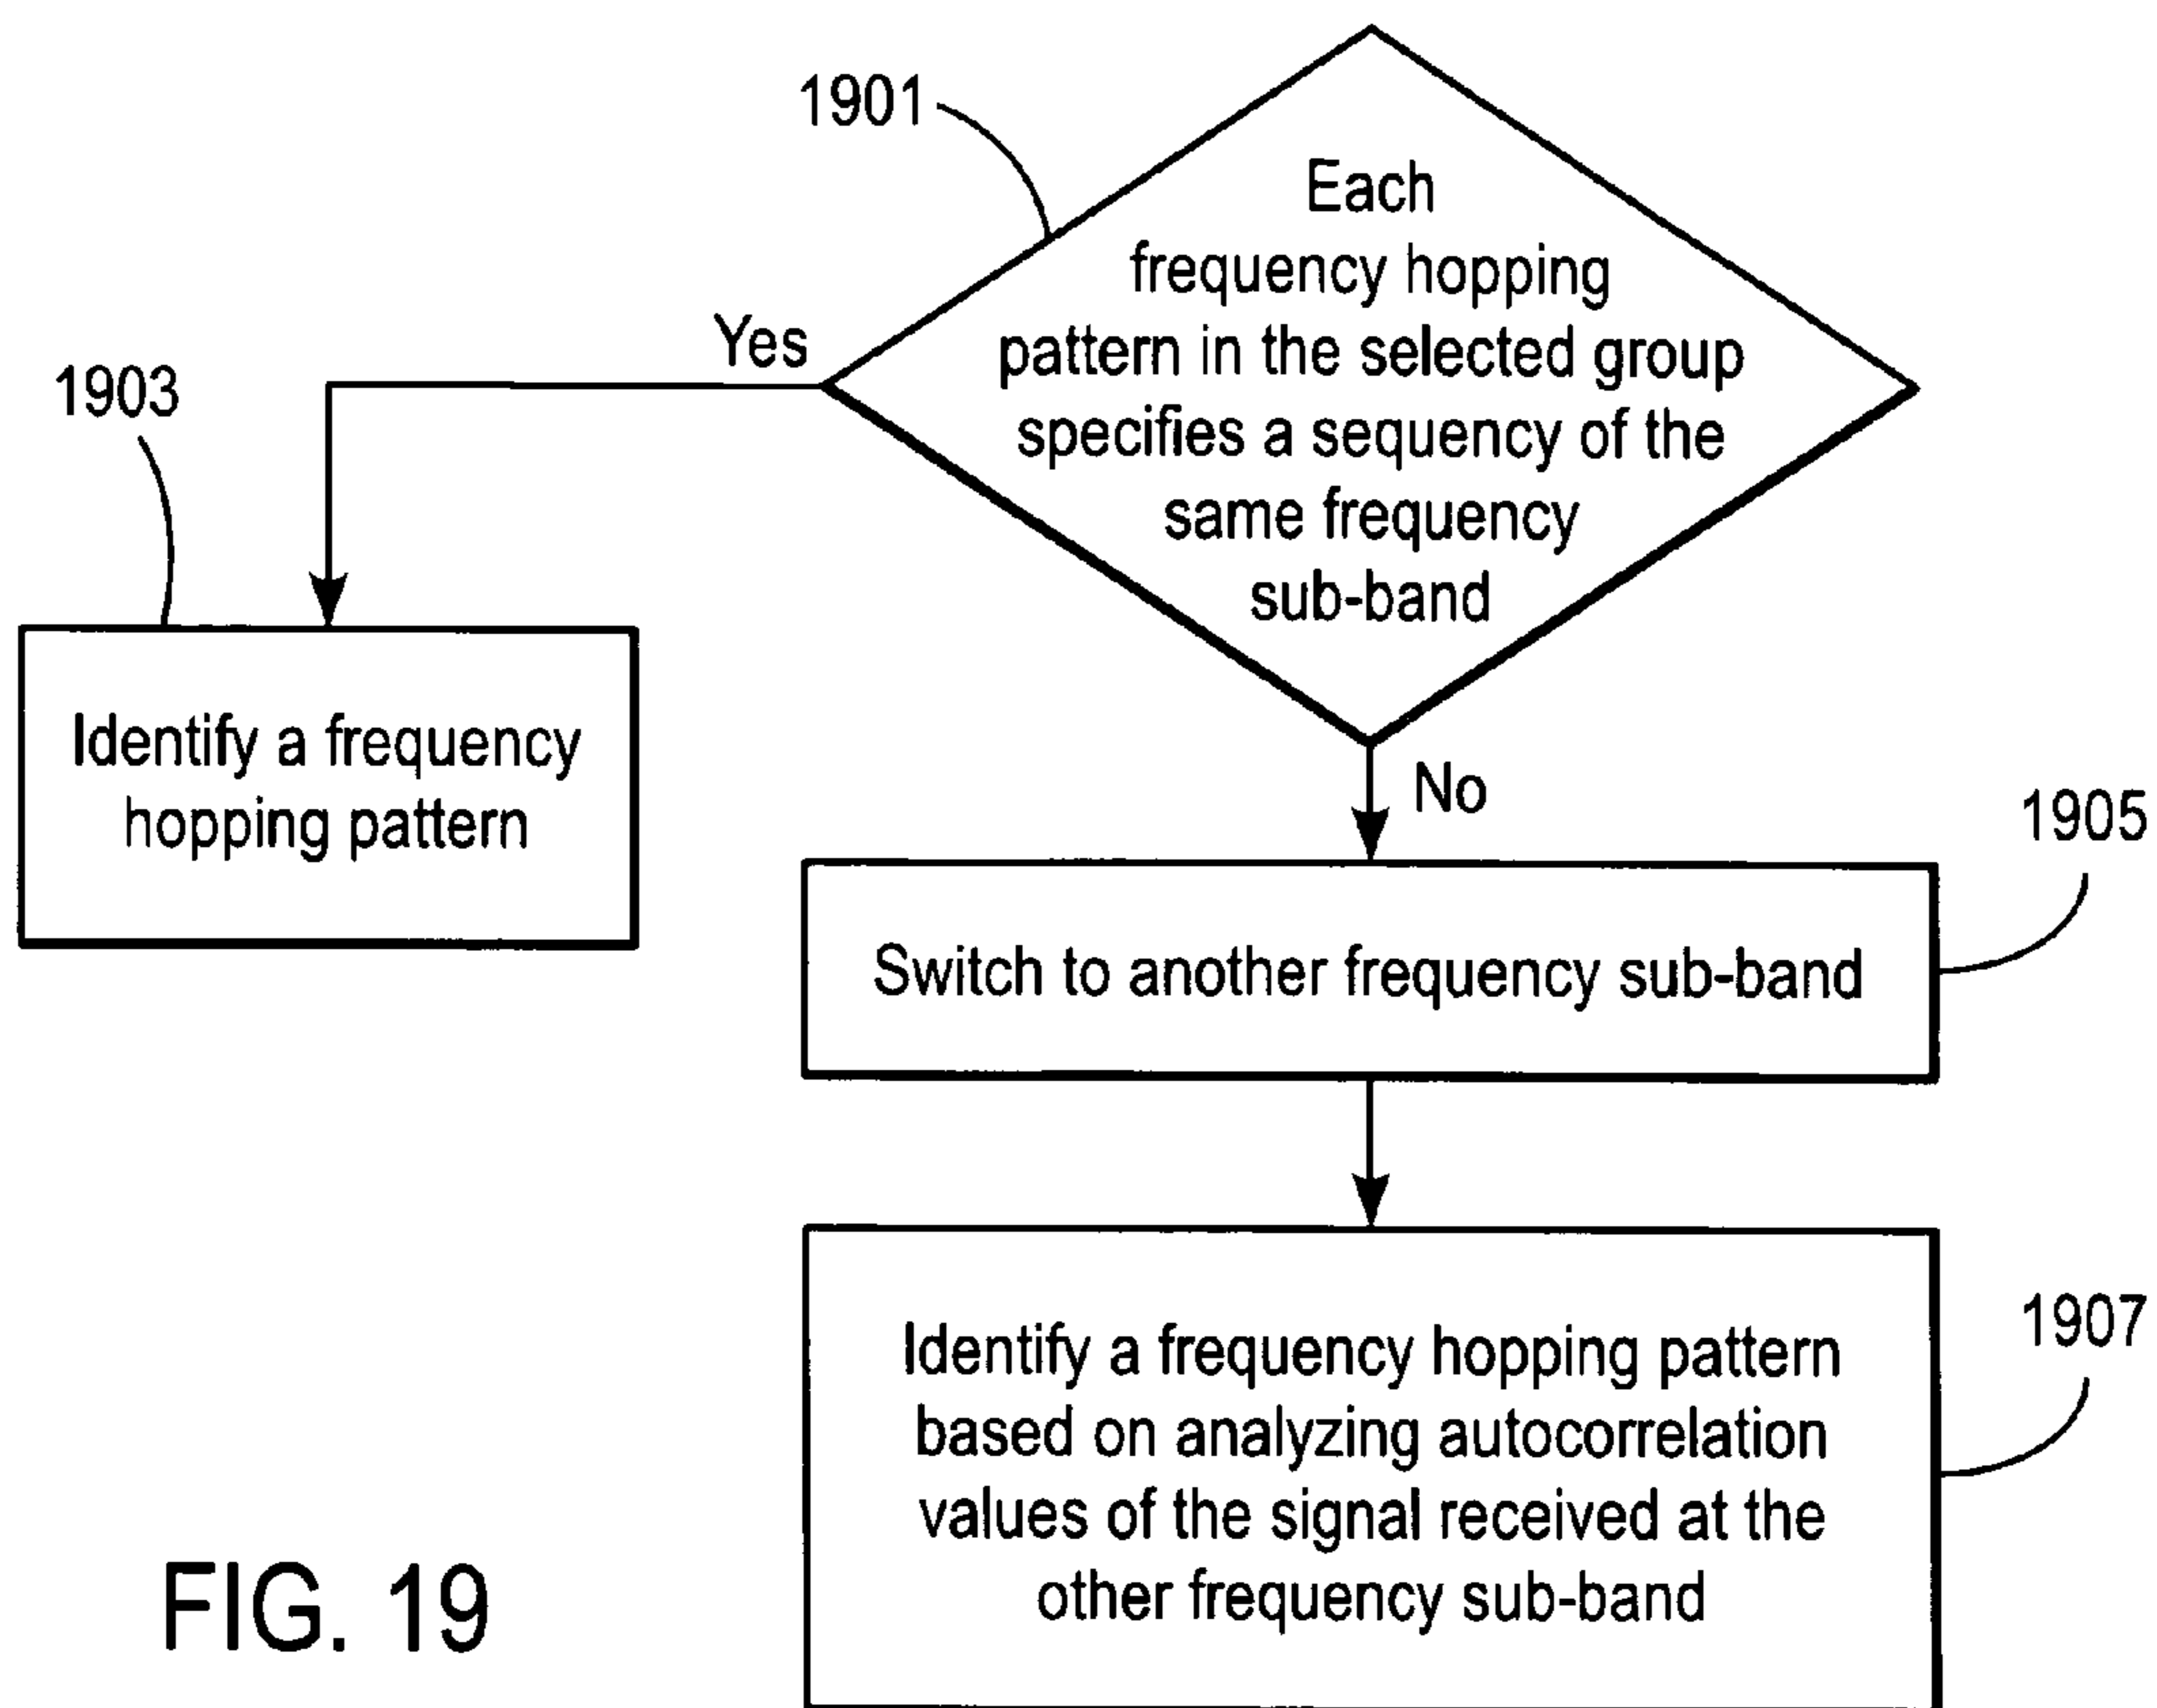 1901
Each
frequency hopping
pattern in the selected group
specifies a sequency of the
same frequency
sub-band
Yes
1903
Identify a frequency
hopping pattern
No
1905
Switch to another frequency sub-band
1907
Identify a frequency hopping pattern
based on analyzing autocorrelation
values of the signal received at the
other frequency sub-band
FIG. 19